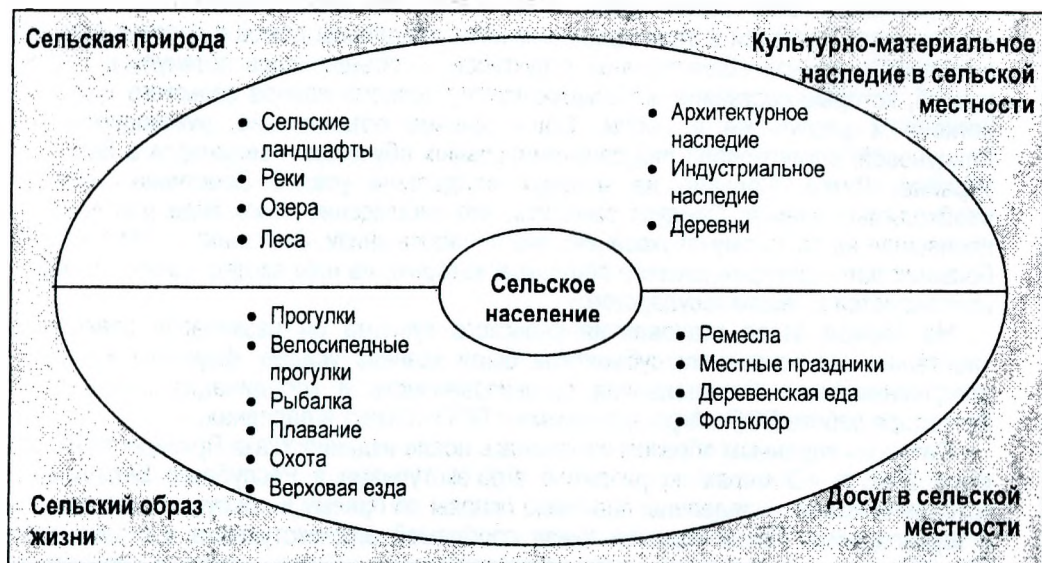 Сельская природа
Культурно-материальное
наследие в сельской
местности
• Сельские
ландшафты
• Реки
• Озера
• Леса
• Архитектурное
наследие
• Индустриальное
наследие
• Деревни
Сельское
население
• Прогулки
• Велосипедные
прогулки
• Рыбалка
• Плавание
• Охота
• Верховая езда
• Ремесла
• Местные праздники
• Деревенская еда
• Фольклор
Сельский образ
жизни
Досуг в сельской
местности